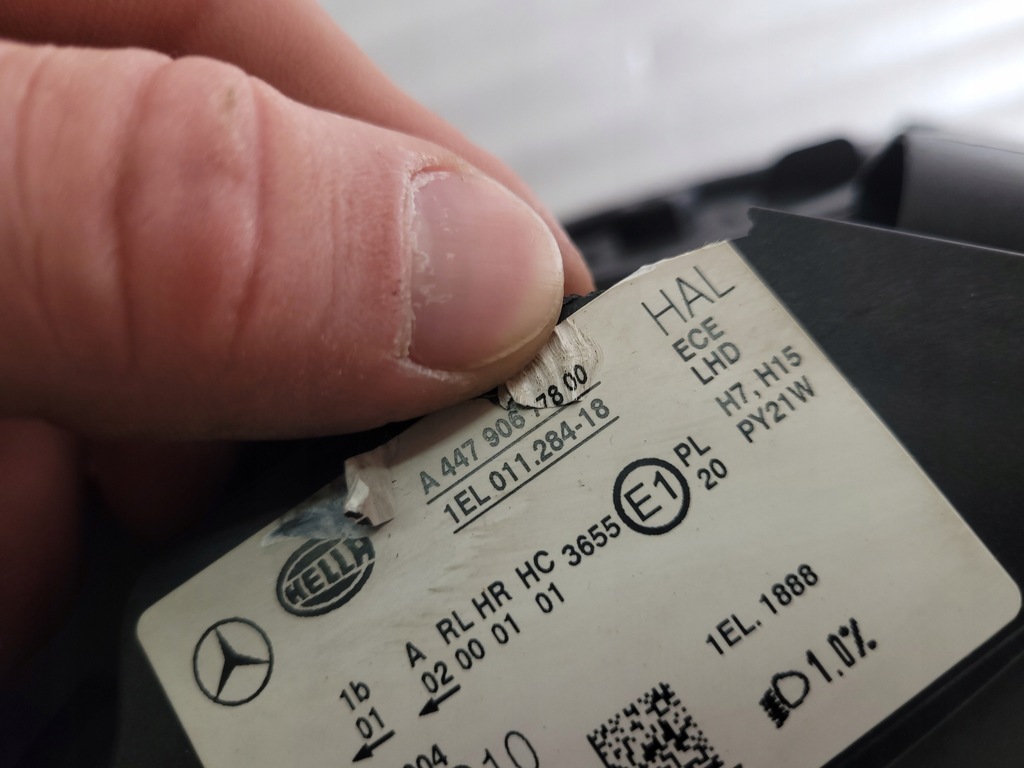 HAL
ECE
LHD
H7, H15
PY21W
A 447 906 78 00
1EL 011.284-18
HELLA
E1
PL
20
A RL HR HC 3655
02 00 01 01
1b
01
1EL. 1888
1.0%
10